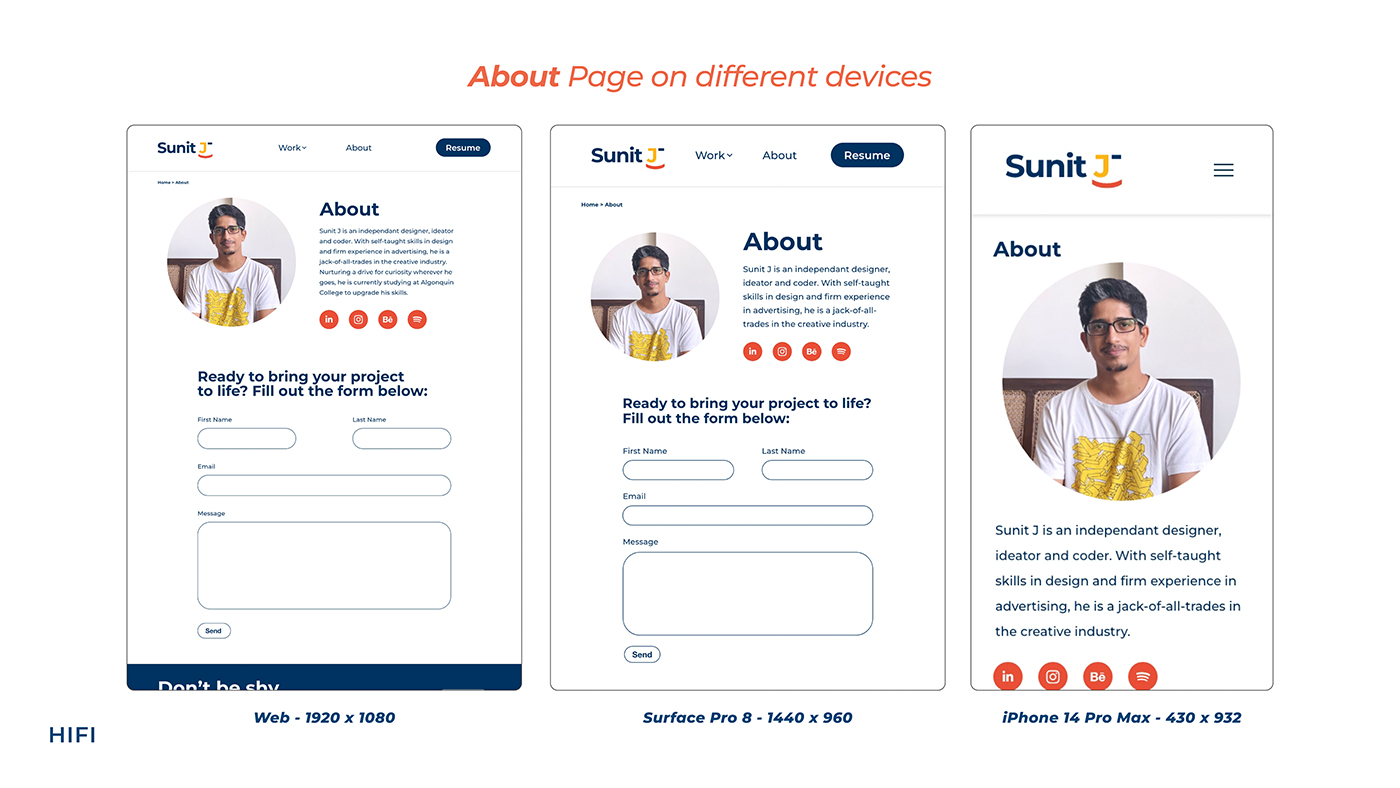 About Page on different devices
Sunit J
Work
About
Resume
Home > About
About
Sunit J is an independant designer, ideator
and coder. With self-taught skills in design
and firm experience in advertising, he is a
jack-of-all-trades in the creative industry.
Nurturing a drive for curiosity wherever he
goes, he is currently studying at Algonquin
College to upgrade his skills.
in
Bē
Ready to bring your project
to life? Fill out the form below:
First Name
Last Name
Email
Message
Send
Don't be shy
Web - 1920 x 1080
Sunit J
Work
About
Resume
Home > About
About
Sunit J is an independant designer,
ideator and coder. With self-taught
skills in design and firm experience
in advertising, he is a jack-of-all-
trades in the creative industry.
in
Bē
Ready to bring your project to life?
Fill out the form below:
First Name
Last Name
Email
Message
Send
Surface Pro 8 - 1440 x 960
Sunit J
About
Sunit J is an independant designer,
ideator and coder. With self-taught
skills in design and firm experience in
advertising, he is a jack-of-all-trades in
the creative industry.
in
Bē
iPhone 14 Pro Max - 430 x 932
HIFI